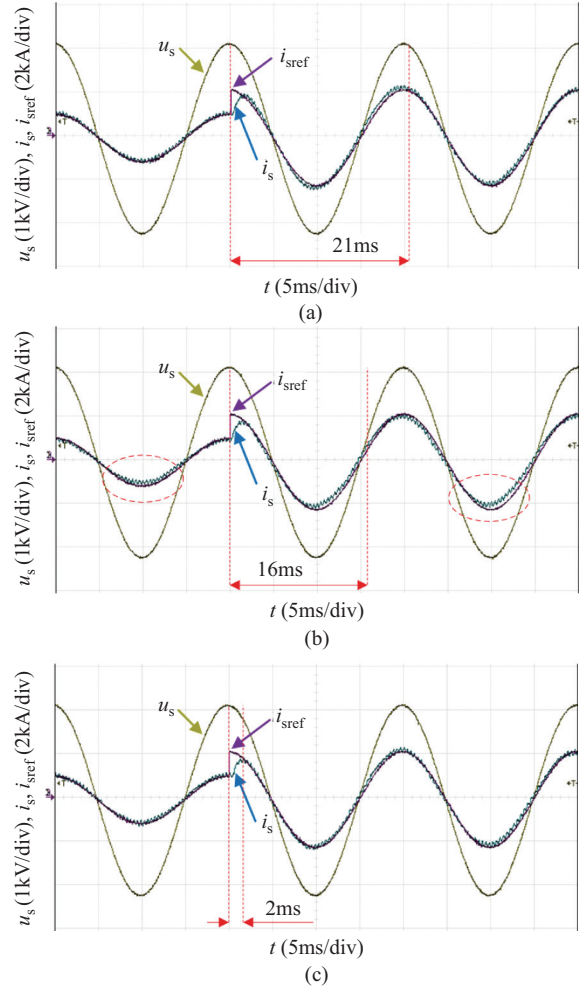 u_s (1kV/div), i_s, i_sref (2kA/div)
u_s
i_sref
i_s
T
T
21ms
t (5ms/div)
(a)
u_s (1kV/div), i_s, i_sref (2kA/div)
u_s
i_sref
i_s
T
T
16ms
t (5ms/div)
(b)
u_s (1kV/div), i_s, i_sref (2kA/div)
u_s
i_sref
i_s
T
T
2ms
t (5ms/div)
(c)